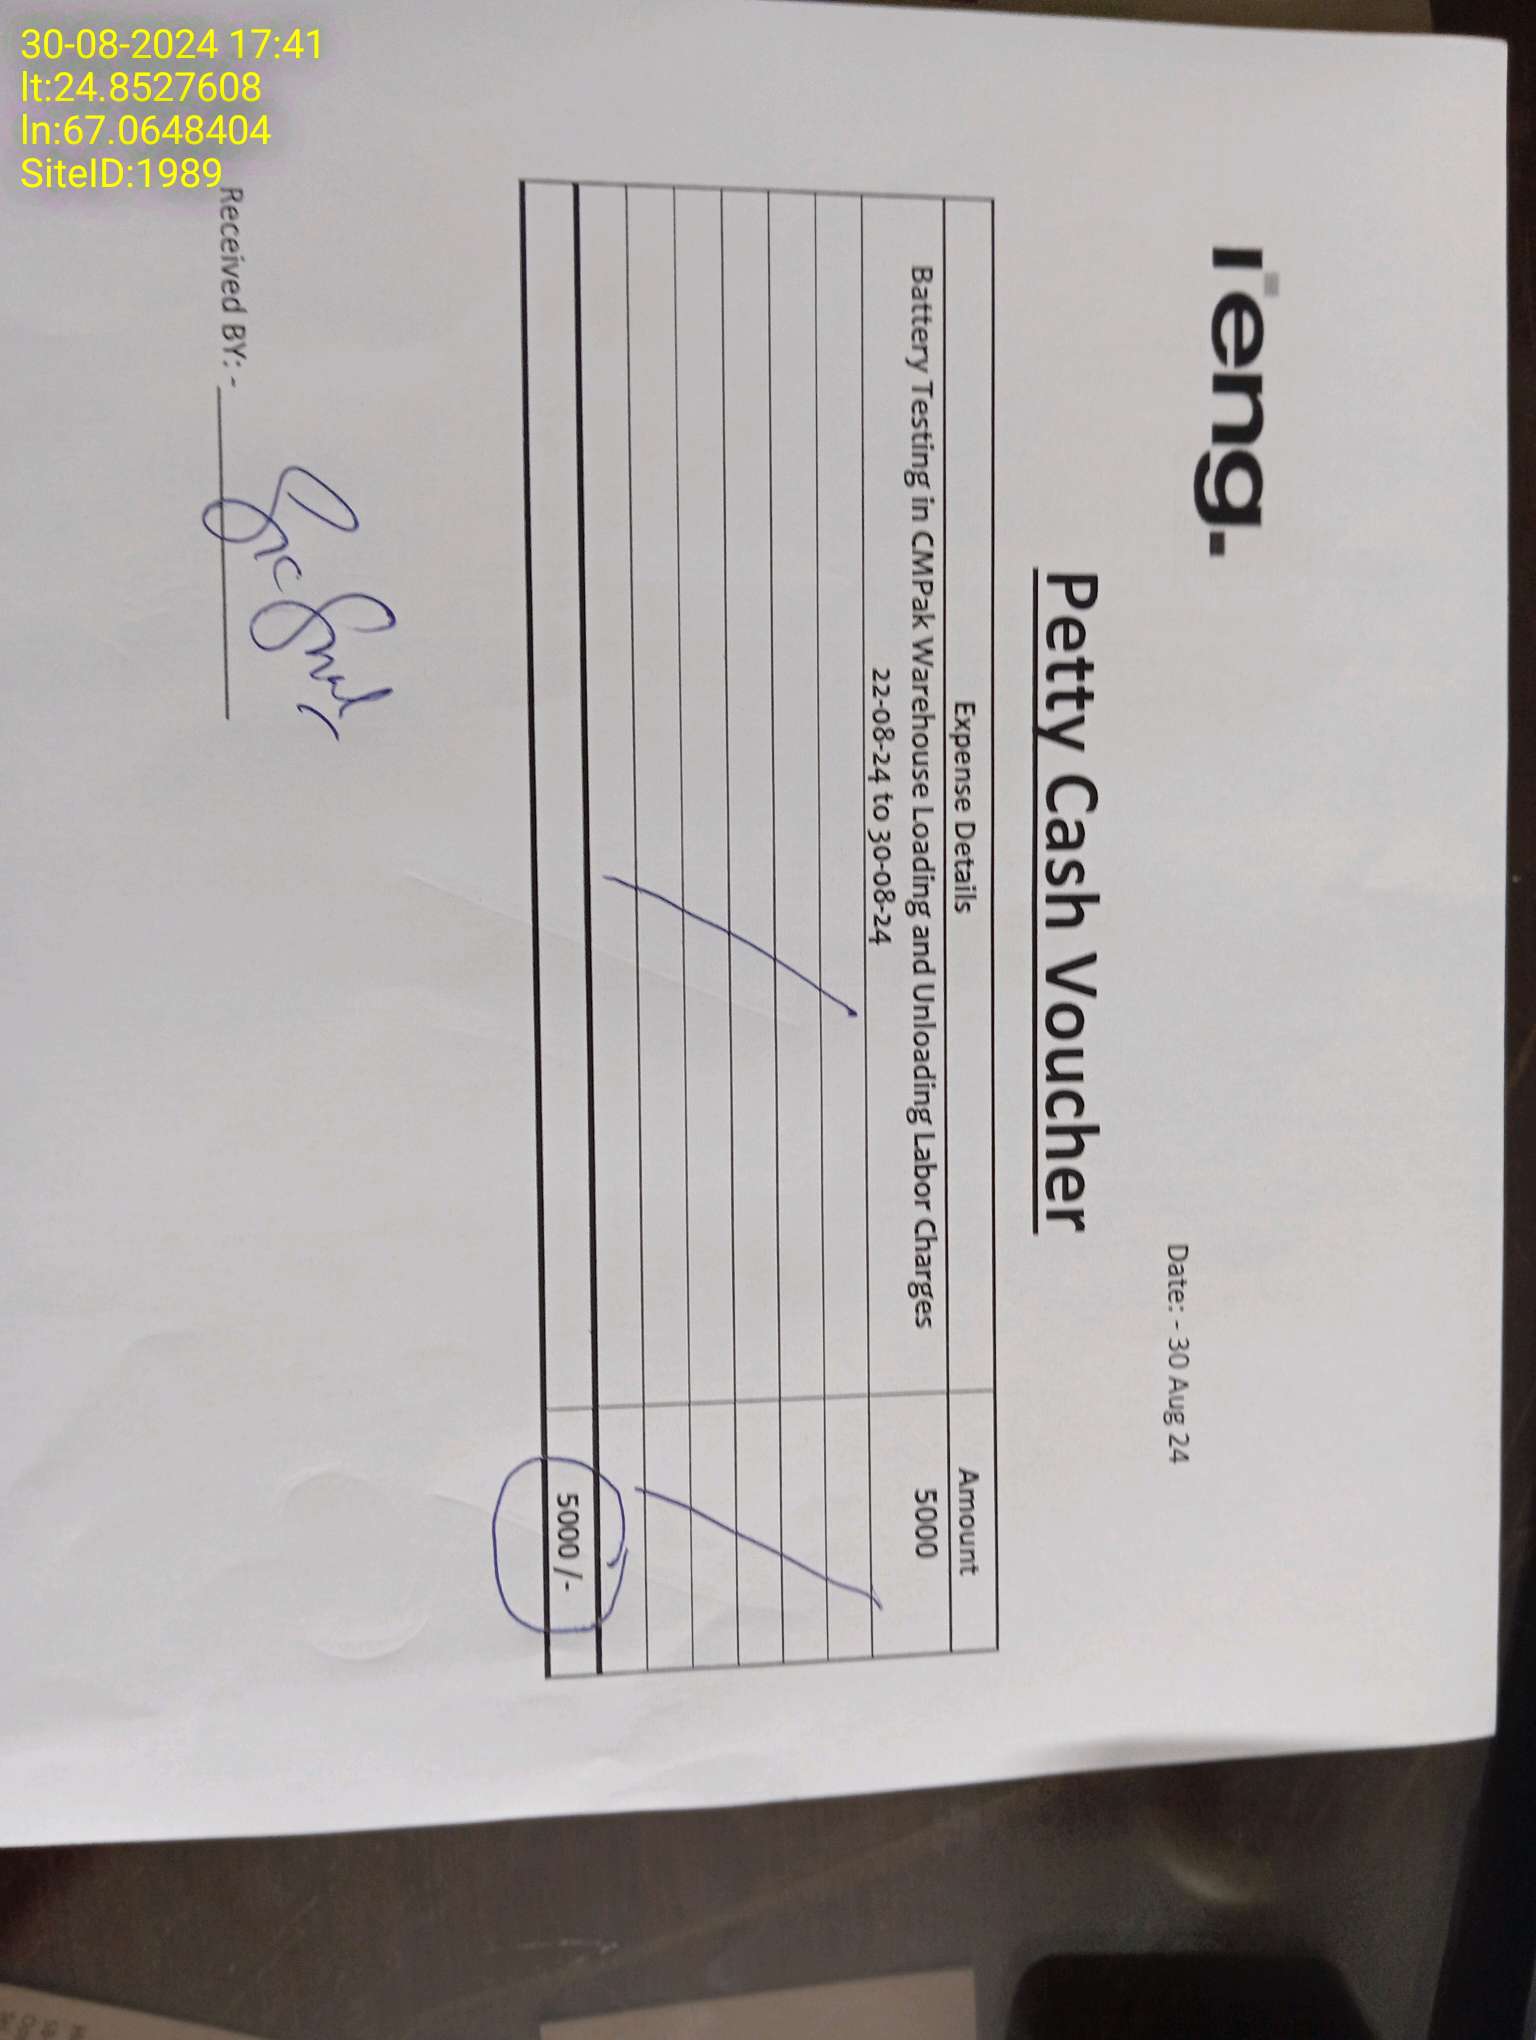 30-08-2024 17:41
lt:24.8527608
ln:67.0648404
SiteID:1989
Teng.
Date: - 30 Aug 24
Petty Cash Voucher
Expense Details Amount
Battery Testing in CMPak Warehouse Loading and Unloading Labor Charges 5000
22-08-24 to 30-08-24
5000 /-
Received BY: -